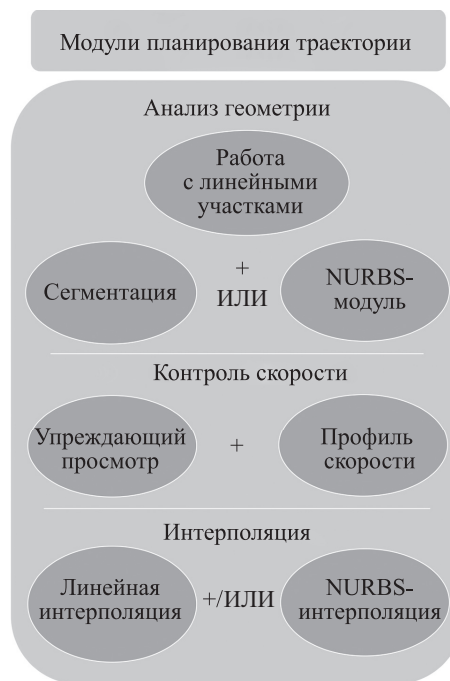 Модули планирования траектории
Анализ геометрии
Работа
с линейными
участками
Сегментация
+
ИЛИ
NURBS-
модуль
Контроль скорости
Упреждающий
просмотр
+
Профиль
скорости
Интерполяция
Линейная
интерполяция
+/ИЛИ
NURBS-
интерполяция